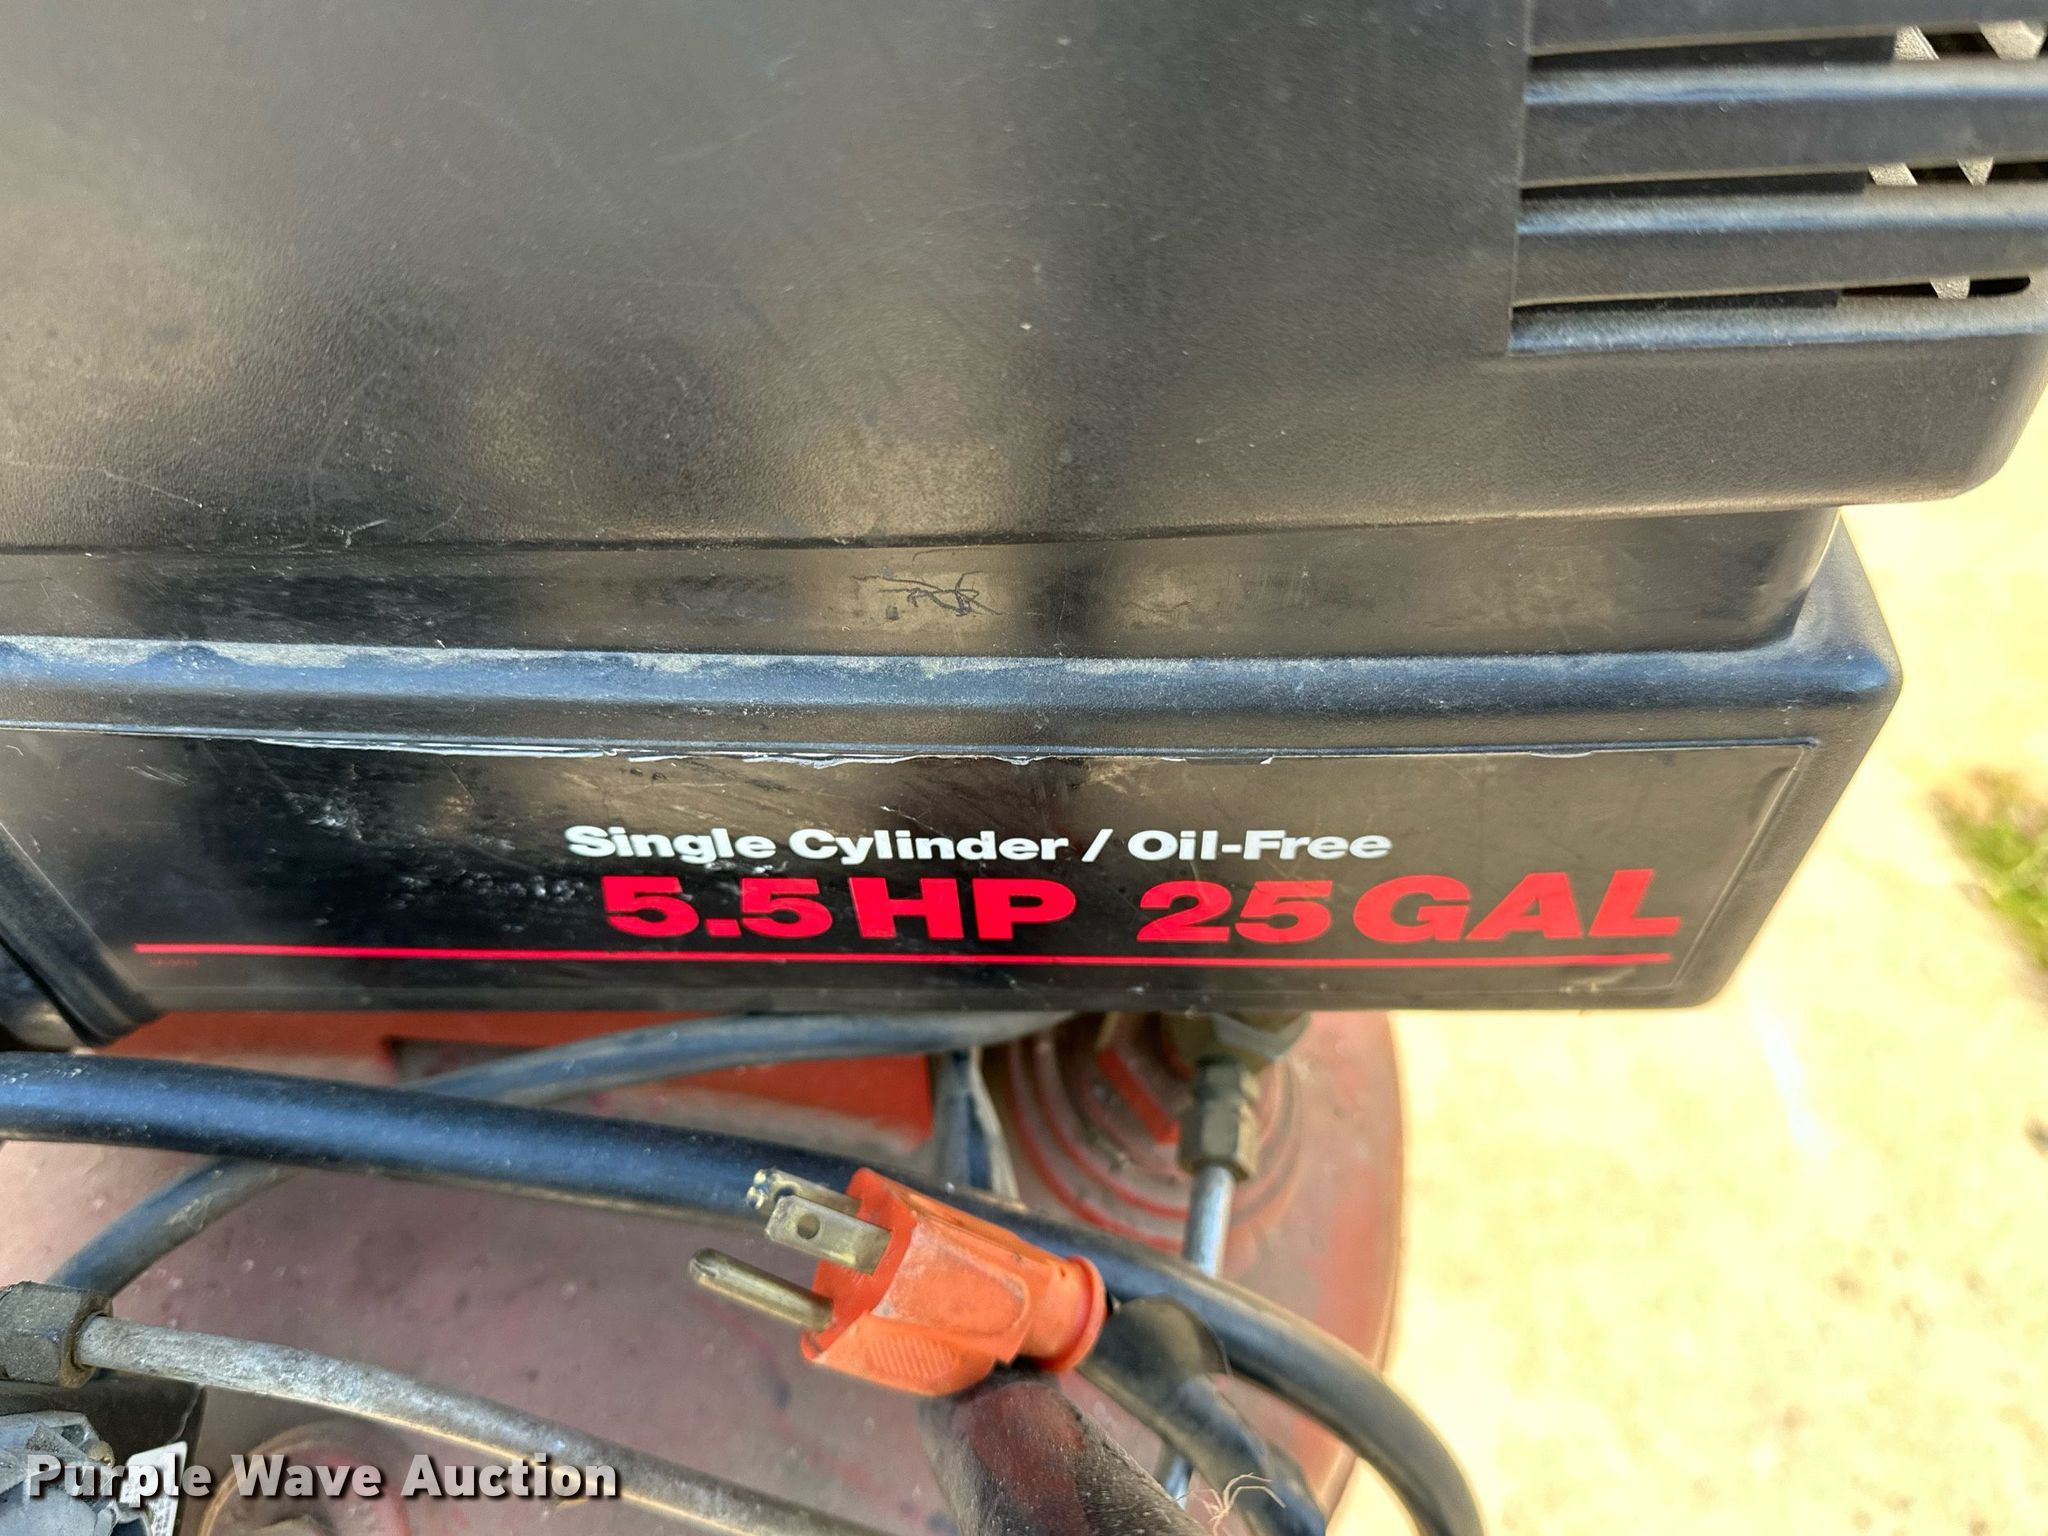 Single Cylinder / Oil-Free
5.5 HP 25 GAL
Purple Wave Auction